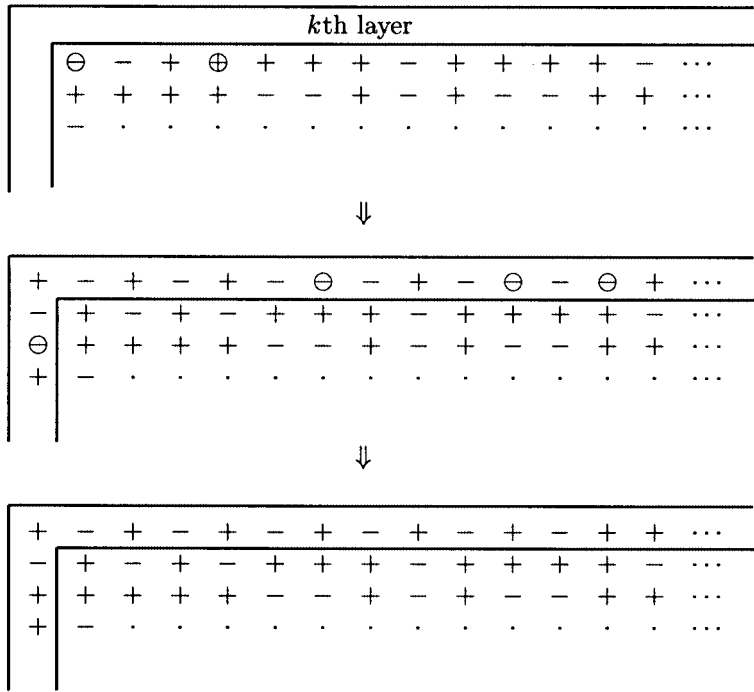 kth layer
⊖ − + ⊕ + + + − + + + + − ⋯
+ + + + − − + − + − − + + ⋯
− · · · · · · · · · · · · ⋯
⇓
+ − + − + − ⊖ − + − ⊖ − ⊖ + ⋯
− + − + − + + + − + + + + − ⋯
⊖ + + + + − − + − + − − + + ⋯
+ − · · · · · · · · · · · · ⋯
⇓
+ − + − + − + − + − + − + + ⋯
− + − + − + + + − + + + + − ⋯
+ + + + + − − + − + − − + + ⋯
+ − · · · · · · · · · · · · ⋯